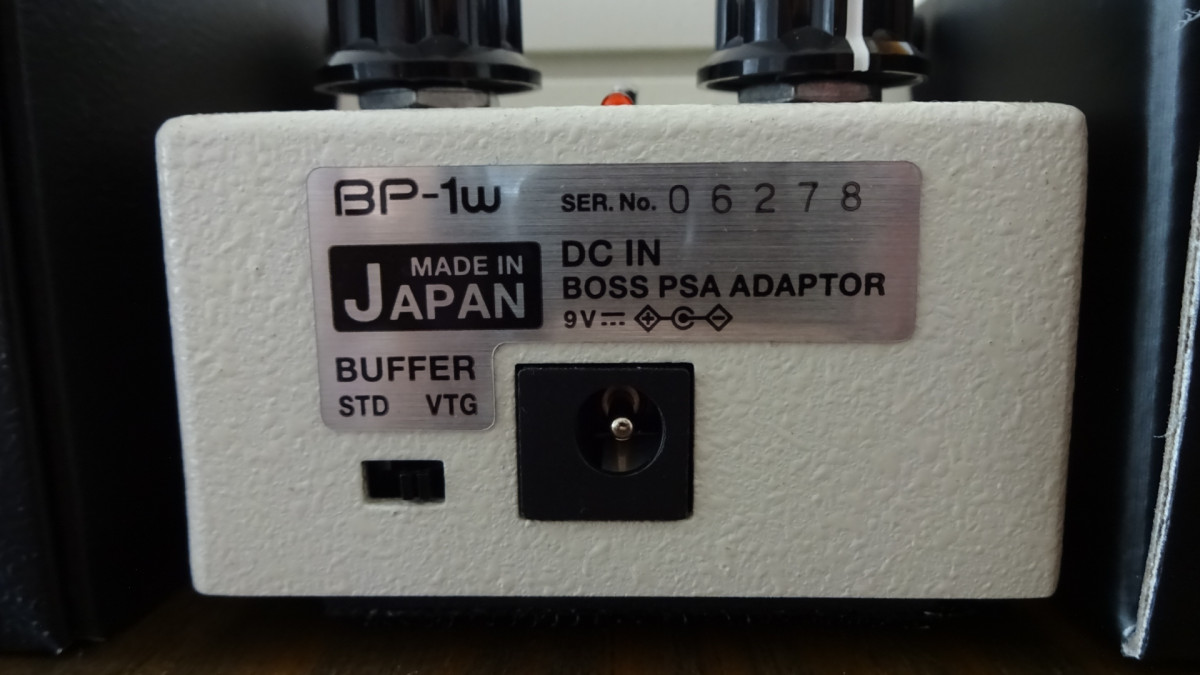 BP-1w SER. No. 06278
MADE IN
JAPAN
DC IN
BOSS PSA ADAPTOR
9V
BUFFER
STD VTG